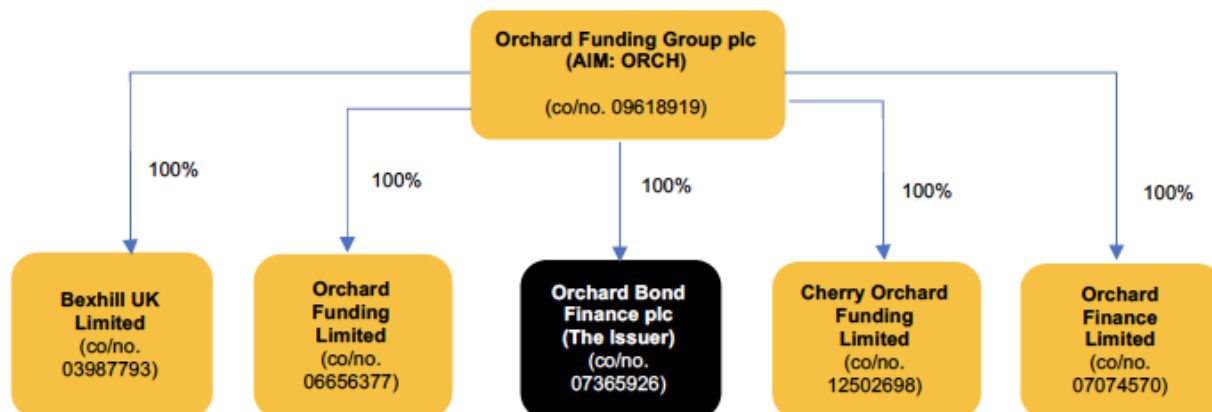 Orchard Funding Group plc
(AIM: ORCH)
(co/no. 09618919)
100%
100%
100%
100%
100%
Bexhill UK
Limited
(co/no.
03987793)
Orchard
Funding
Limited
(co/no.
06656377)
Orchard Bond
Finance plc
(The Issuer)
(co/no.
07365926)
Cherry Orchard
Funding
Limited
(co/no.
12502698)
Orchard
Finance
Limited
(co/no.
07074570)